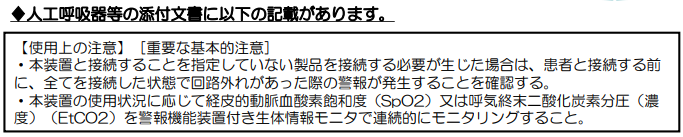 ◆人工呼吸器等の添付文書に以下の記載があります。
【使用上の注意】［重要な基本的注意］
・本装置と接続することを指定していない製品を接続する必要が生じた場合は、患者と接続する前
に、全てを接続した状態で回路外れがあった際の警報が発生することを確認する。
・本装置の使用状況に応じて経皮的動脈血酸素飽和度（SpO2）又は呼気終末二酸化炭素分圧（濃
度）（EtCO2）を警報機能装置付き生体情報モニタで連続的にモニタリングすること。